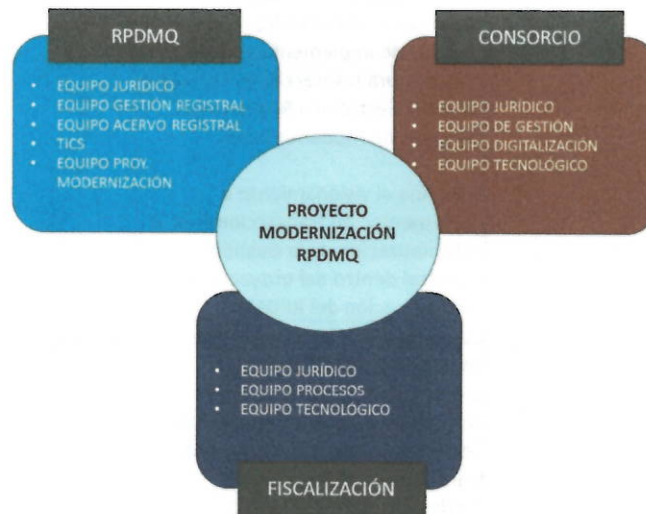 RPDMQ
• EQUIPO JURIDICO
• EQUIPO GESTIÓN REGISTRAL
• EQUIPO ACERVO REGISTRAL
• TICS
• EQUIPO PROY.
MODERNIZACIÓN
CONSORCIO
• EQUIPO JURÍDICO
• EQUIPO DE GESTIÓN
• EQUIPO DIGITALIZACIÓN
• EQUIPO TECNOLÓGICO
PROYECTO
MODERNIZACIÓN
RPDMQ
• EQUIPO JURÍDICO
• EQUIPO PROCESOS
• EQUIPO TECNOLÓGICO
FISCALIZACIÓN